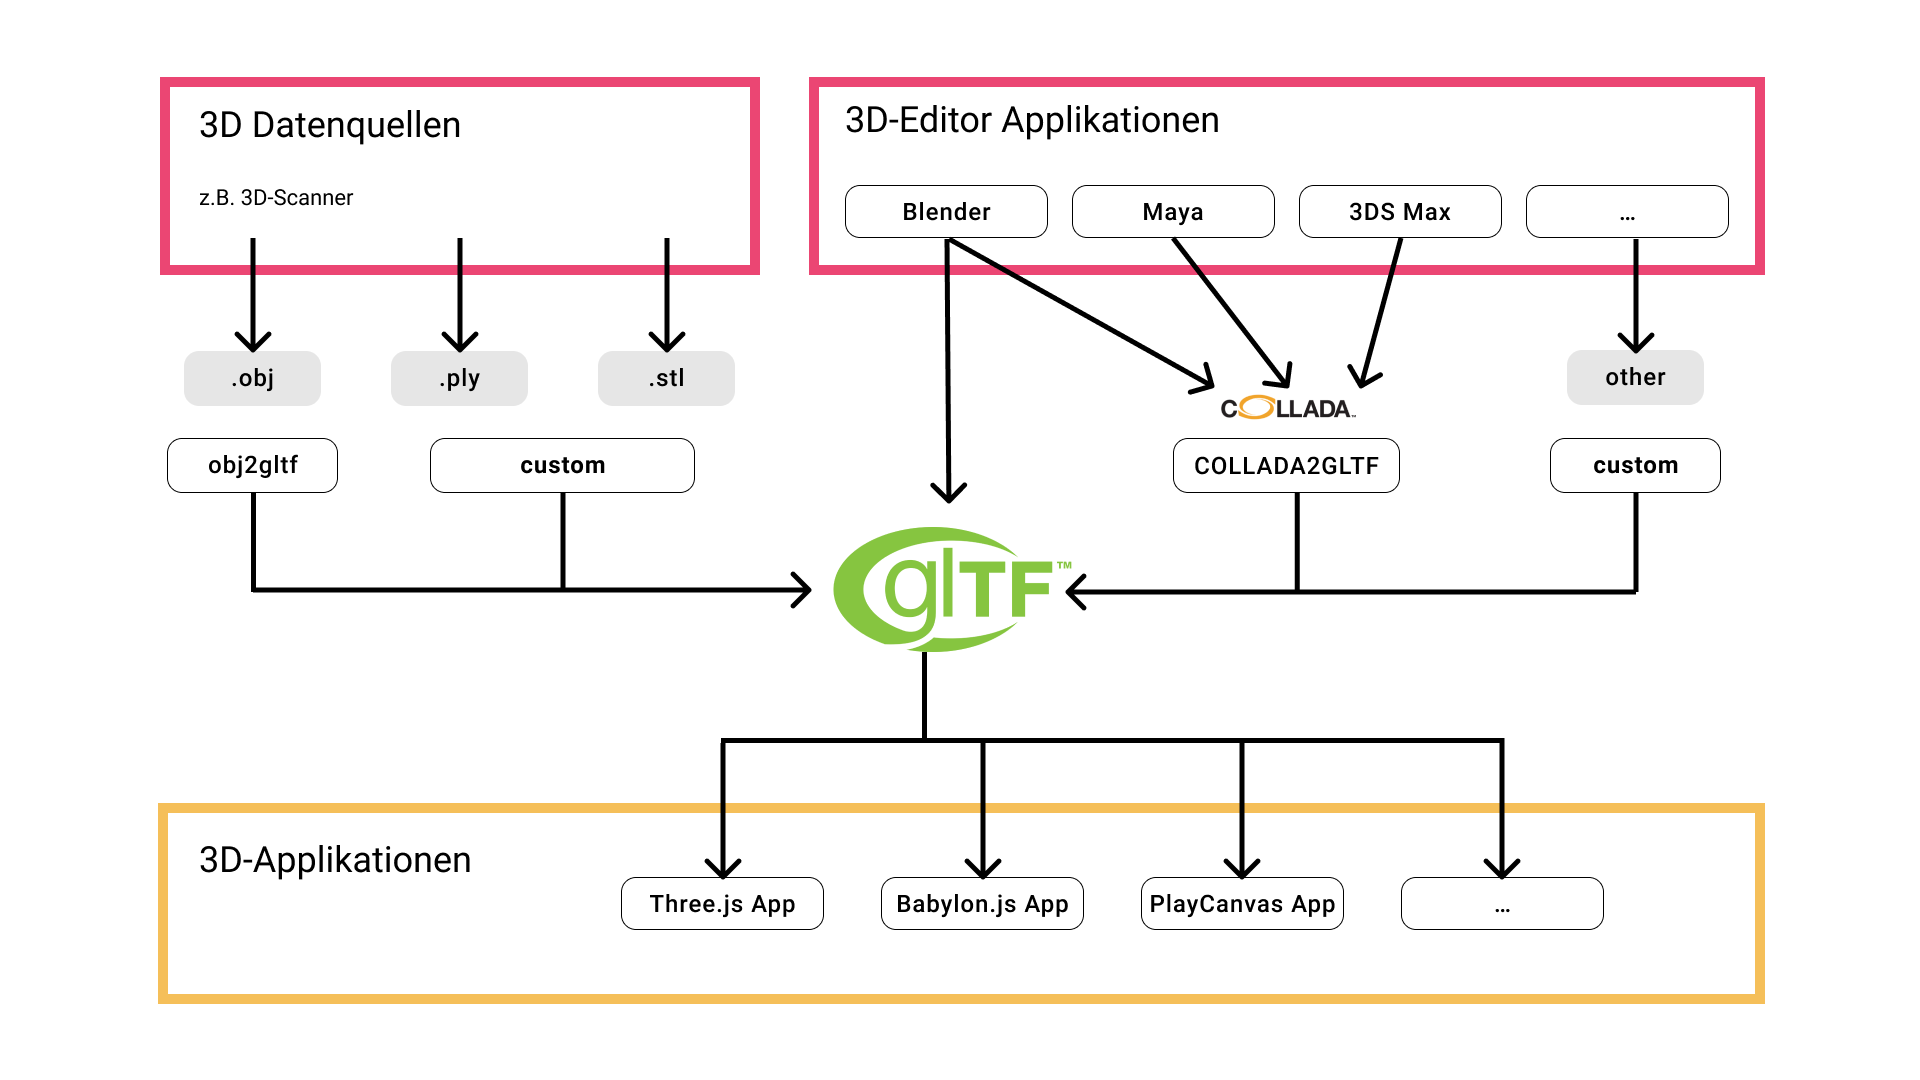 3D Datenquellen
z.B. 3D-Scanner
3D-Editor Applikationen
Blender
Maya
3DS Max
...
.obj
.ply
.stl
other
COLLADA™
obj2gltf
custom
COLLADA2GLTF
custom
glTF™
3D-Applikationen
Three.js App
Babylon.js App
PlayCanvas App
...